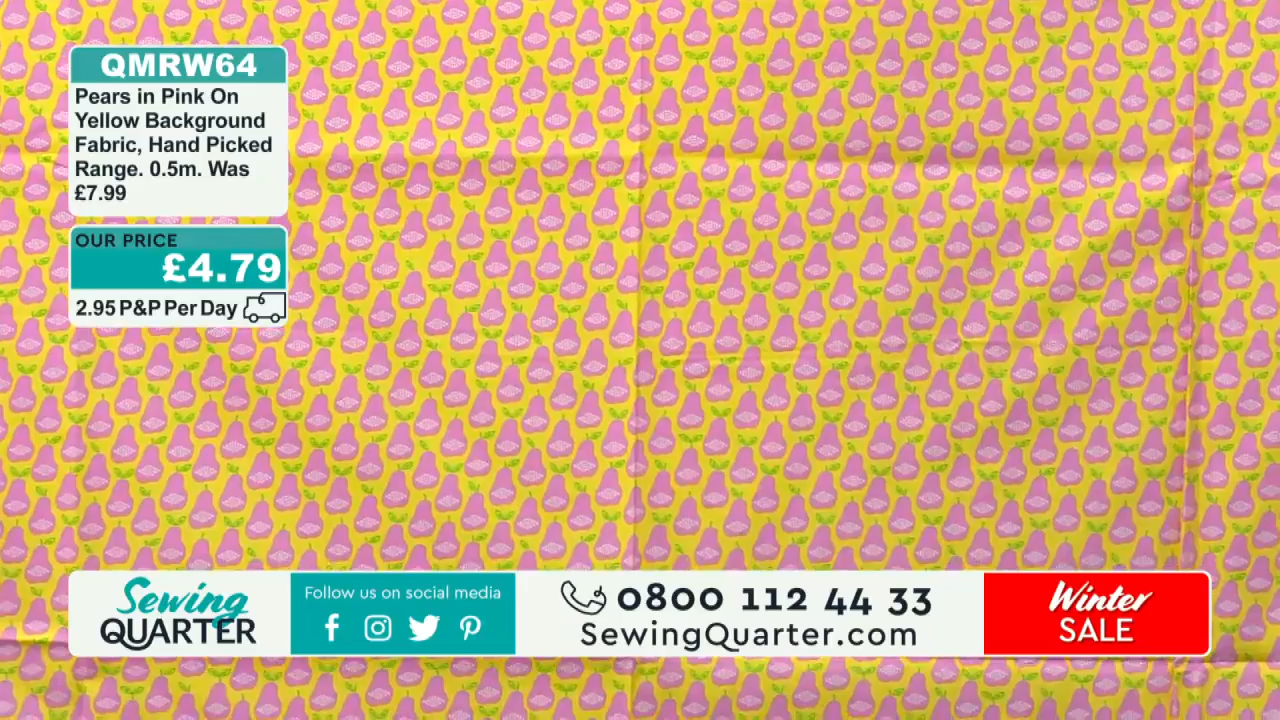 QMRW64
Pears in Pink On
Yellow Background
Fabric, Hand Picked
Range. 0.5m. Was
£7.99
OUR PRICE
£4.79
2.95 P&P Per Day
Sewing
QUARTER
Follow us on social media
0800 112 44 33
SewingQuarter.com
Winter
SALE